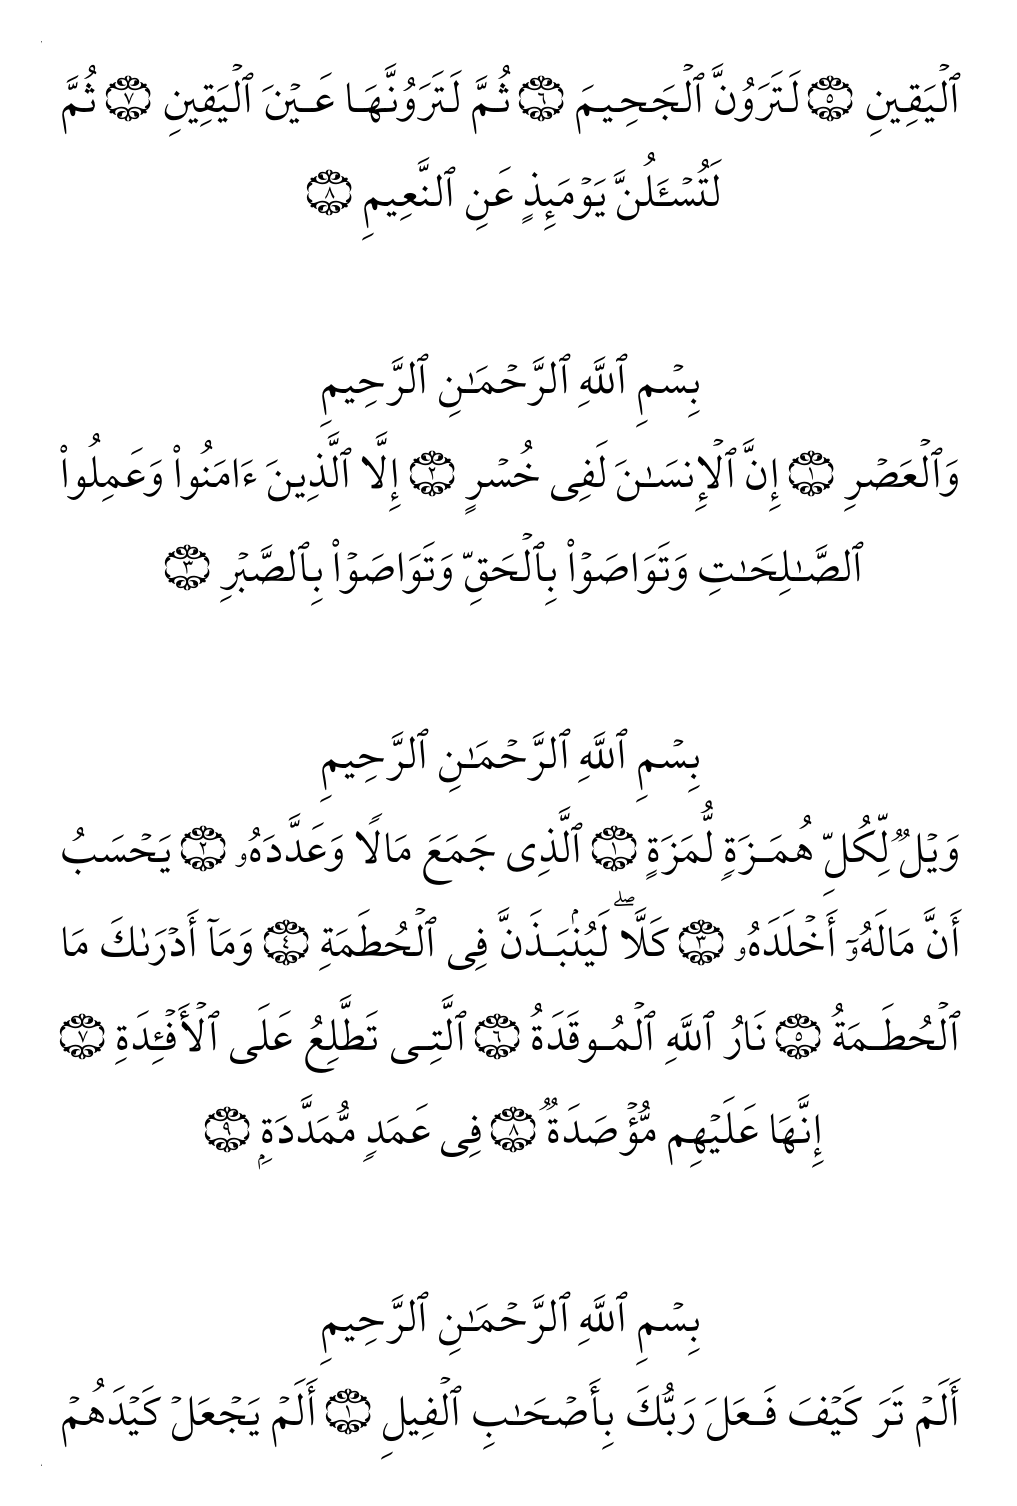 ٱلۡيَقِينِ ۝٥ لَتَرَوُنَّ ٱلۡجَحِيمَ ۝٦ ثُمَّ لَتَرَوُنَّهَا عَيۡنَ ٱلۡيَقِينِ ۝٧ ثُمَّ
لَتُسۡـَٔلُنَّ يَوۡمَئِذٍ عَنِ ٱلنَّعِيمِ ۝٨
بِسۡمِ ٱللَّهِ ٱلرَّحۡمَـٰنِ ٱلرَّحِيمِ
وَٱلۡعَصۡرِ ۝١ إِنَّ ٱلۡإِنسَـٰنَ لَفِى خُسۡرٍ ۝٢ إِلَّا ٱلَّذِينَ ءَامَنُوا۟ وَعَمِلُوا۟
ٱلصَّـٰلِحَـٰتِ وَتَوَاصَوۡا۟ بِٱلۡحَقِّ وَتَوَاصَوۡا۟ بِٱلصَّبۡرِ ۝٣
بِسۡمِ ٱللَّهِ ٱلرَّحۡمَـٰنِ ٱلرَّحِيمِ
وَيۡلٌ لِّكُلِّ هُمَزَةٍ لُّمَزَةٍ ۝١ ٱلَّذِى جَمَعَ مَالًا وَعَدَّدَهُۥ ۝٢ يَحۡسَبُ
أَنَّ مَالَهُۥٓ أَخۡلَدَهُۥ ۝٣ كَلَّاۖ لَيُنۢبَذَنَّ فِى ٱلۡحُطَمَةِ ۝٤ وَمَآ أَدۡرَىٰكَ مَا
ٱلۡحُطَمَةُ ۝٥ نَارُ ٱللَّهِ ٱلۡمُوقَدَةُ ۝٦ ٱلَّتِى تَطَّلِعُ عَلَى ٱلۡأَفۡـِٔدَةِ ۝٧
إِنَّهَا عَلَيۡهِم مُّؤۡصَدَةٌ ۝٨ فِى عَمَدٍ مُّمَدَّدَةِۭ ۝٩
بِسۡمِ ٱللَّهِ ٱلرَّحۡمَـٰنِ ٱلرَّحِيمِ
أَلَمۡ تَرَ كَيۡفَ فَعَلَ رَبُّكَ بِأَصۡحَـٰبِ ٱلۡفِيلِ ۝١ أَلَمۡ يَجۡعَلۡ كَيۡدَهُمۡ